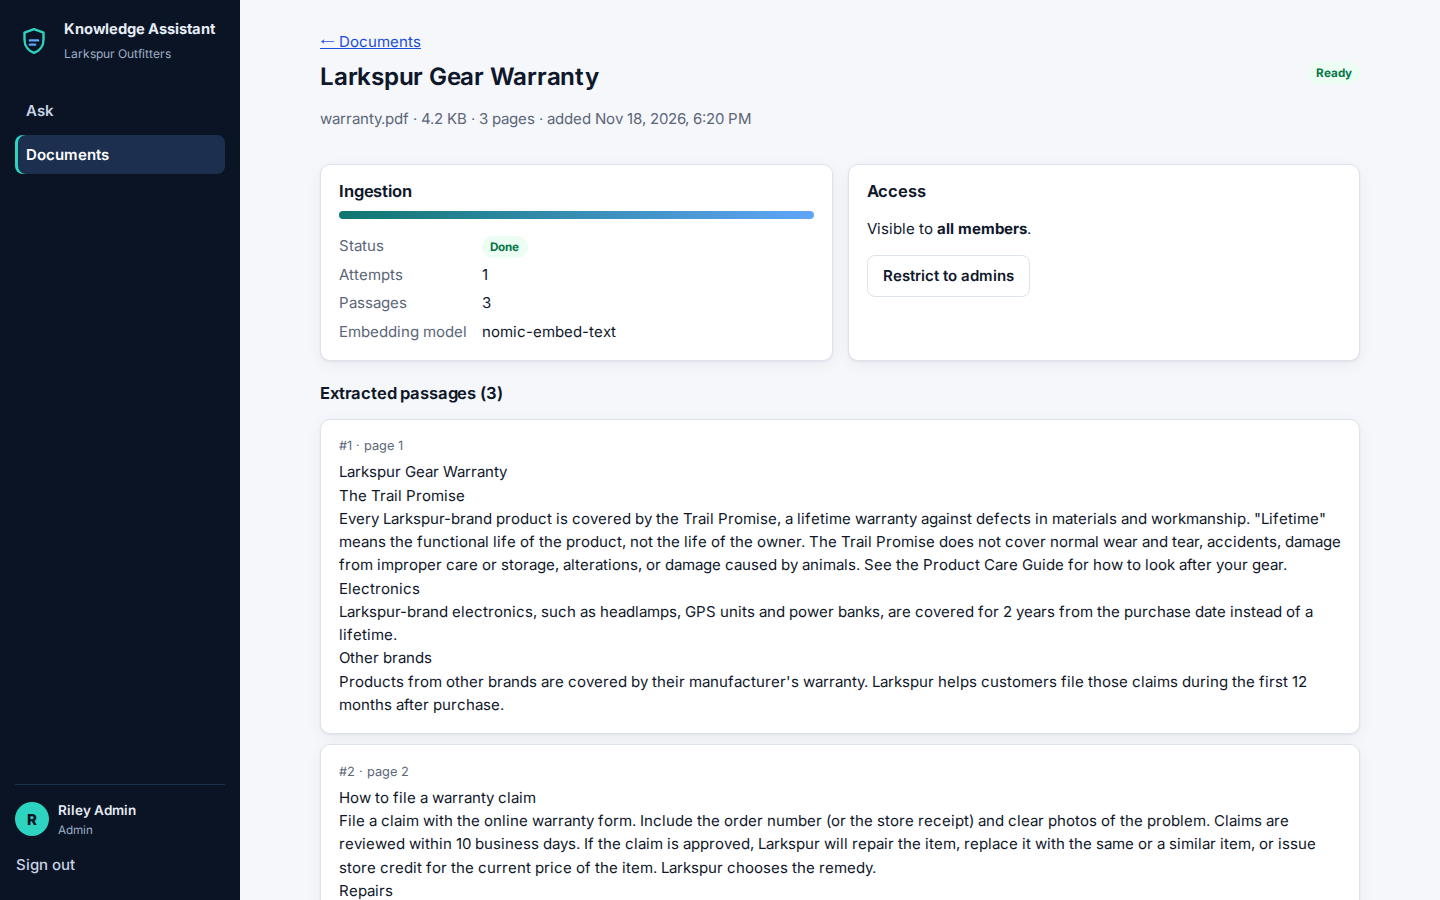 Knowledge Assistant
Larkspur Outfitters
Ask
Documents
R
Riley Admin
Admin
Sign out
← Documents
Larkspur Gear Warranty
Ready
warranty.pdf · 4.2 KB · 3 pages · added Nov 18, 2026, 6:20 PM
Ingestion
Status Done
Attempts 1
Passages 3
Embedding model nomic-embed-text
Access
Visible to all members.
Restrict to admins
Extracted passages (3)
#1 · page 1
Larkspur Gear Warranty
The Trail Promise
Every Larkspur-brand product is covered by the Trail Promise, a lifetime warranty against defects in materials and workmanship. "Lifetime"
means the functional life of the product, not the life of the owner. The Trail Promise does not cover normal wear and tear, accidents, damage
from improper care or storage, alterations, or damage caused by animals. See the Product Care Guide for how to look after your gear.
Electronics
Larkspur-brand electronics, such as headlamps, GPS units and power banks, are covered for 2 years from the purchase date instead of a
lifetime.
Other brands
Products from other brands are covered by their manufacturer's warranty. Larkspur helps customers file those claims during the first 12
months after purchase.
#2 · page 2
How to file a warranty claim
File a claim with the online warranty form. Include the order number (or the store receipt) and clear photos of the problem. Claims are
reviewed within 10 business days. If the claim is approved, Larkspur will repair the item, replace it with the same or a similar item, or issue
store credit for the current price of the item. Larkspur chooses the remedy.
Repairs